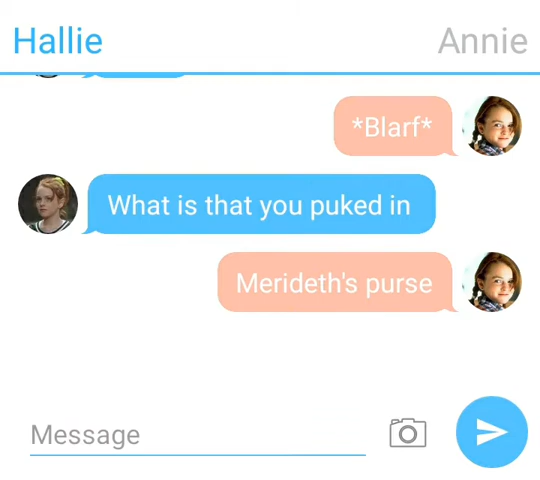 Hallie
Annie
*Blarf*
What is that you puked in
Merideth's purse
Message